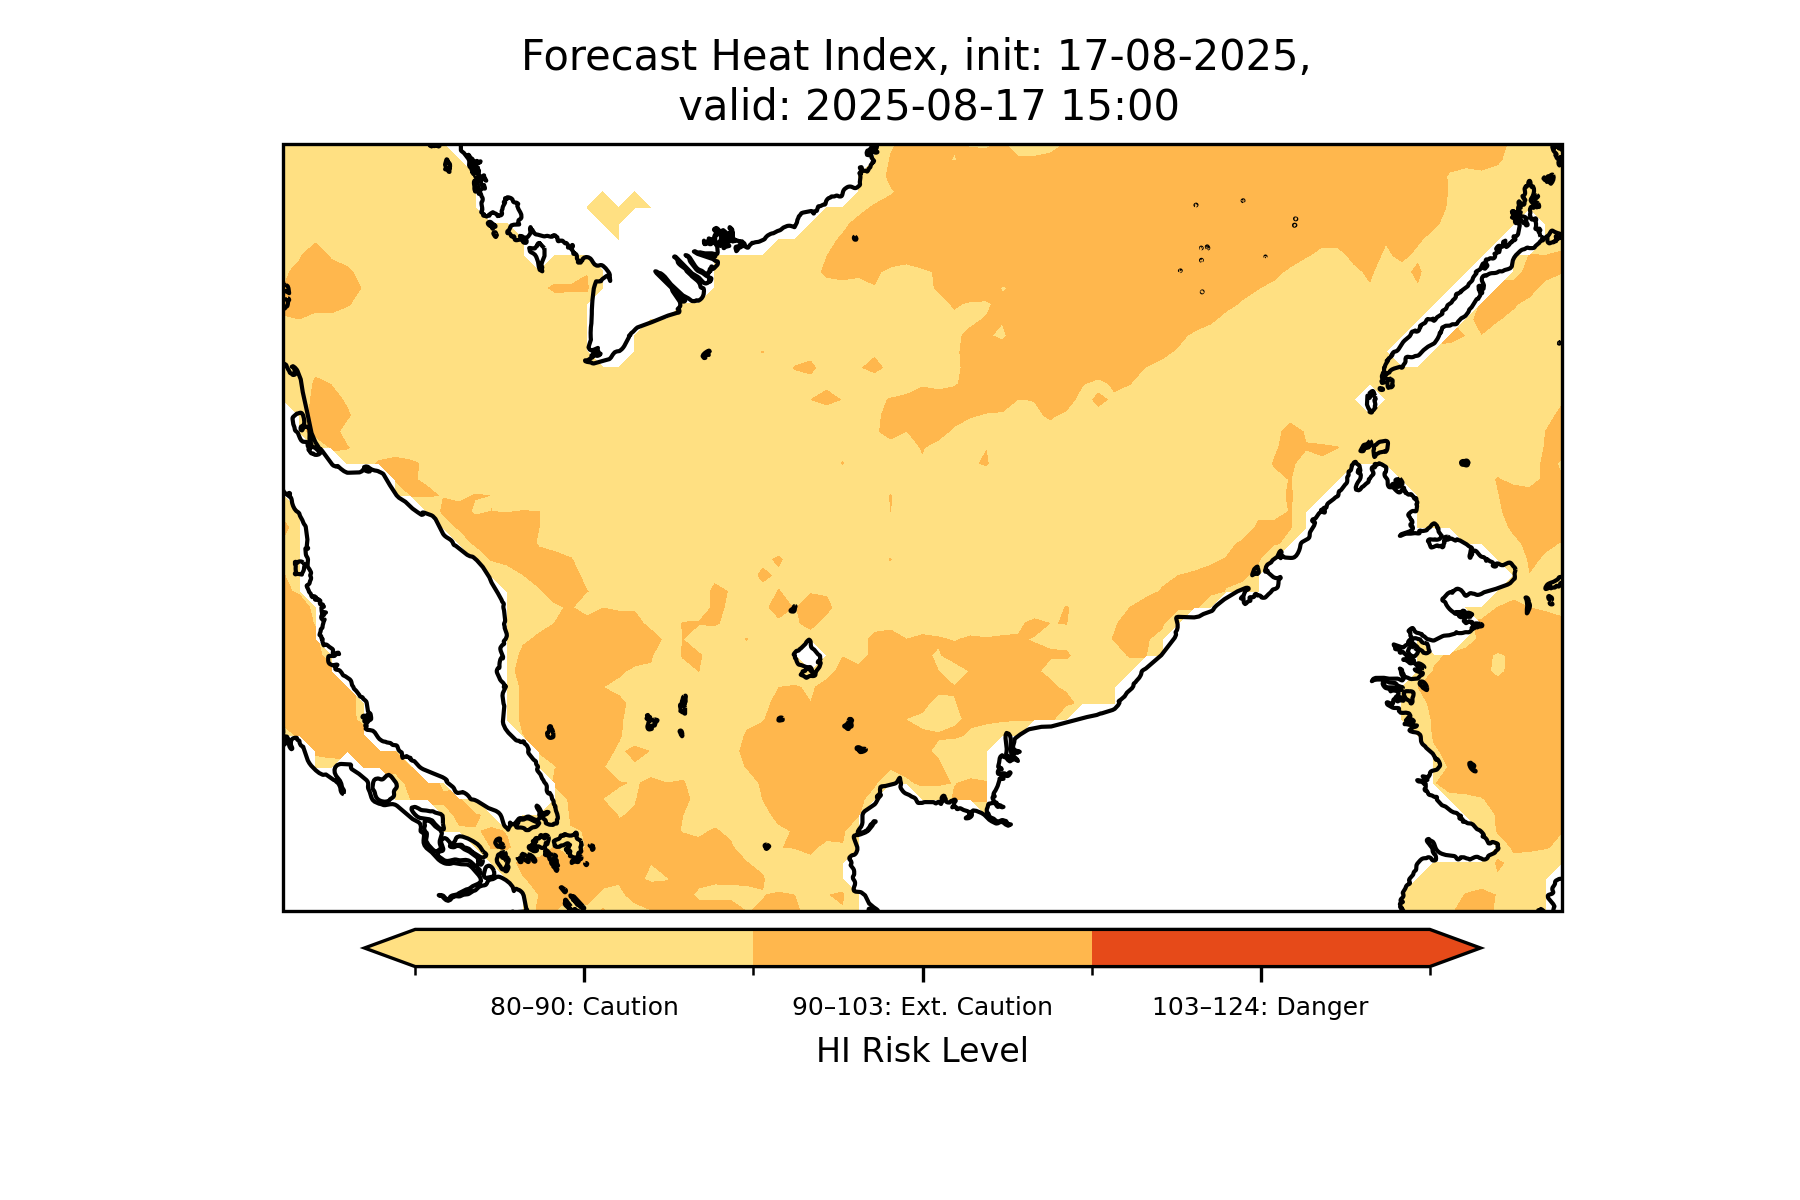 Forecast Heat Index, init: 17-08-2025,
valid: 2025-08-17 15:00
80–90: Caution
90–103: Ext. Caution
103–124: Danger
HI Risk Level